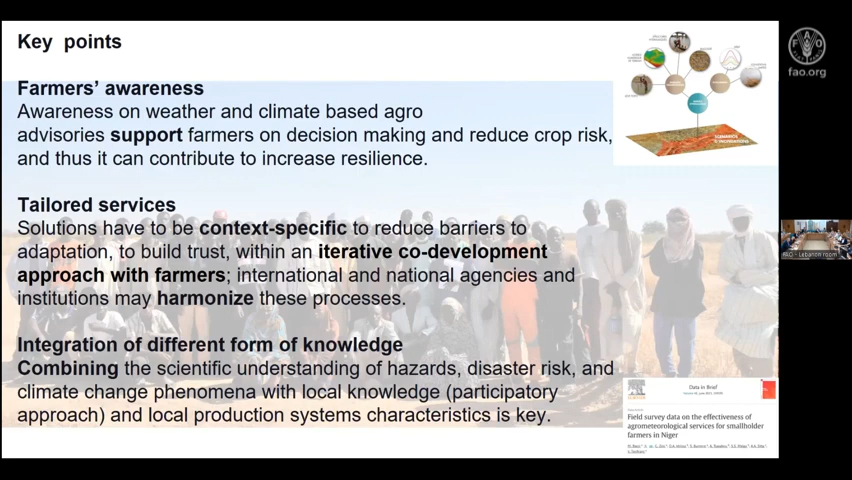 Key points
Farmers' awareness
Awareness on weather and climate based agro
advisories support farmers on decision making and reduce crop risk,
and thus it can contribute to increase resilience.
Tailored services
Solutions have to be context-specific to reduce barriers to
adaptation, to build trust, within an iterative co-development
approach with farmers; international and national agencies and
institutions may harmonize these processes.
Integration of different form of knowledge
Combining the scientific understanding of hazards, disaster risk, and
climate change phenomena with local knowledge (participatory
approach) and local production systems characteristics is key.
Data in Brief
Field survey data on the effectiveness of
agrometeorological services for smallholder
farmers in Niger
FAO
fao.org
FAO - Lebanon room